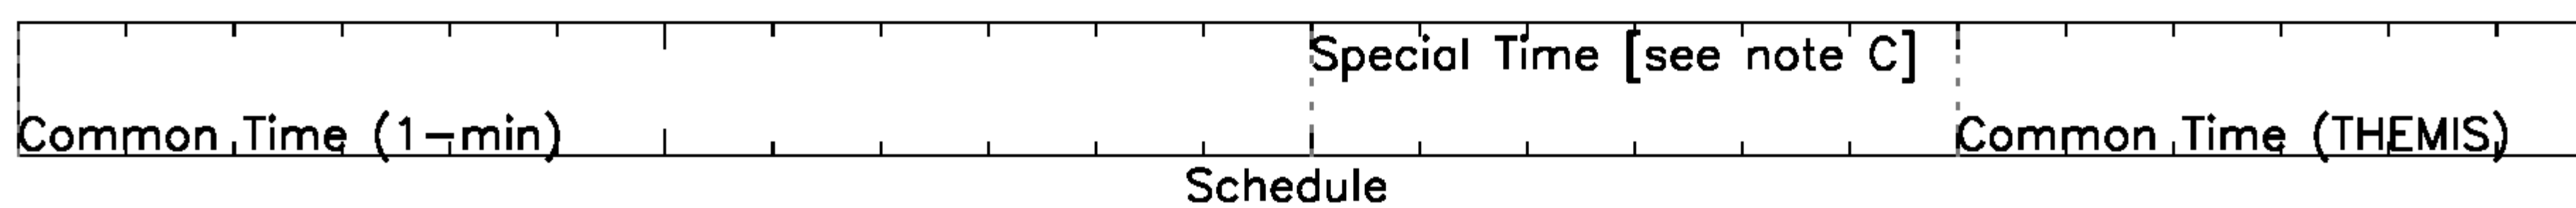 Special Time [see note C]
Common Time (1-min)
Common Time (THEMIS)
Schedule